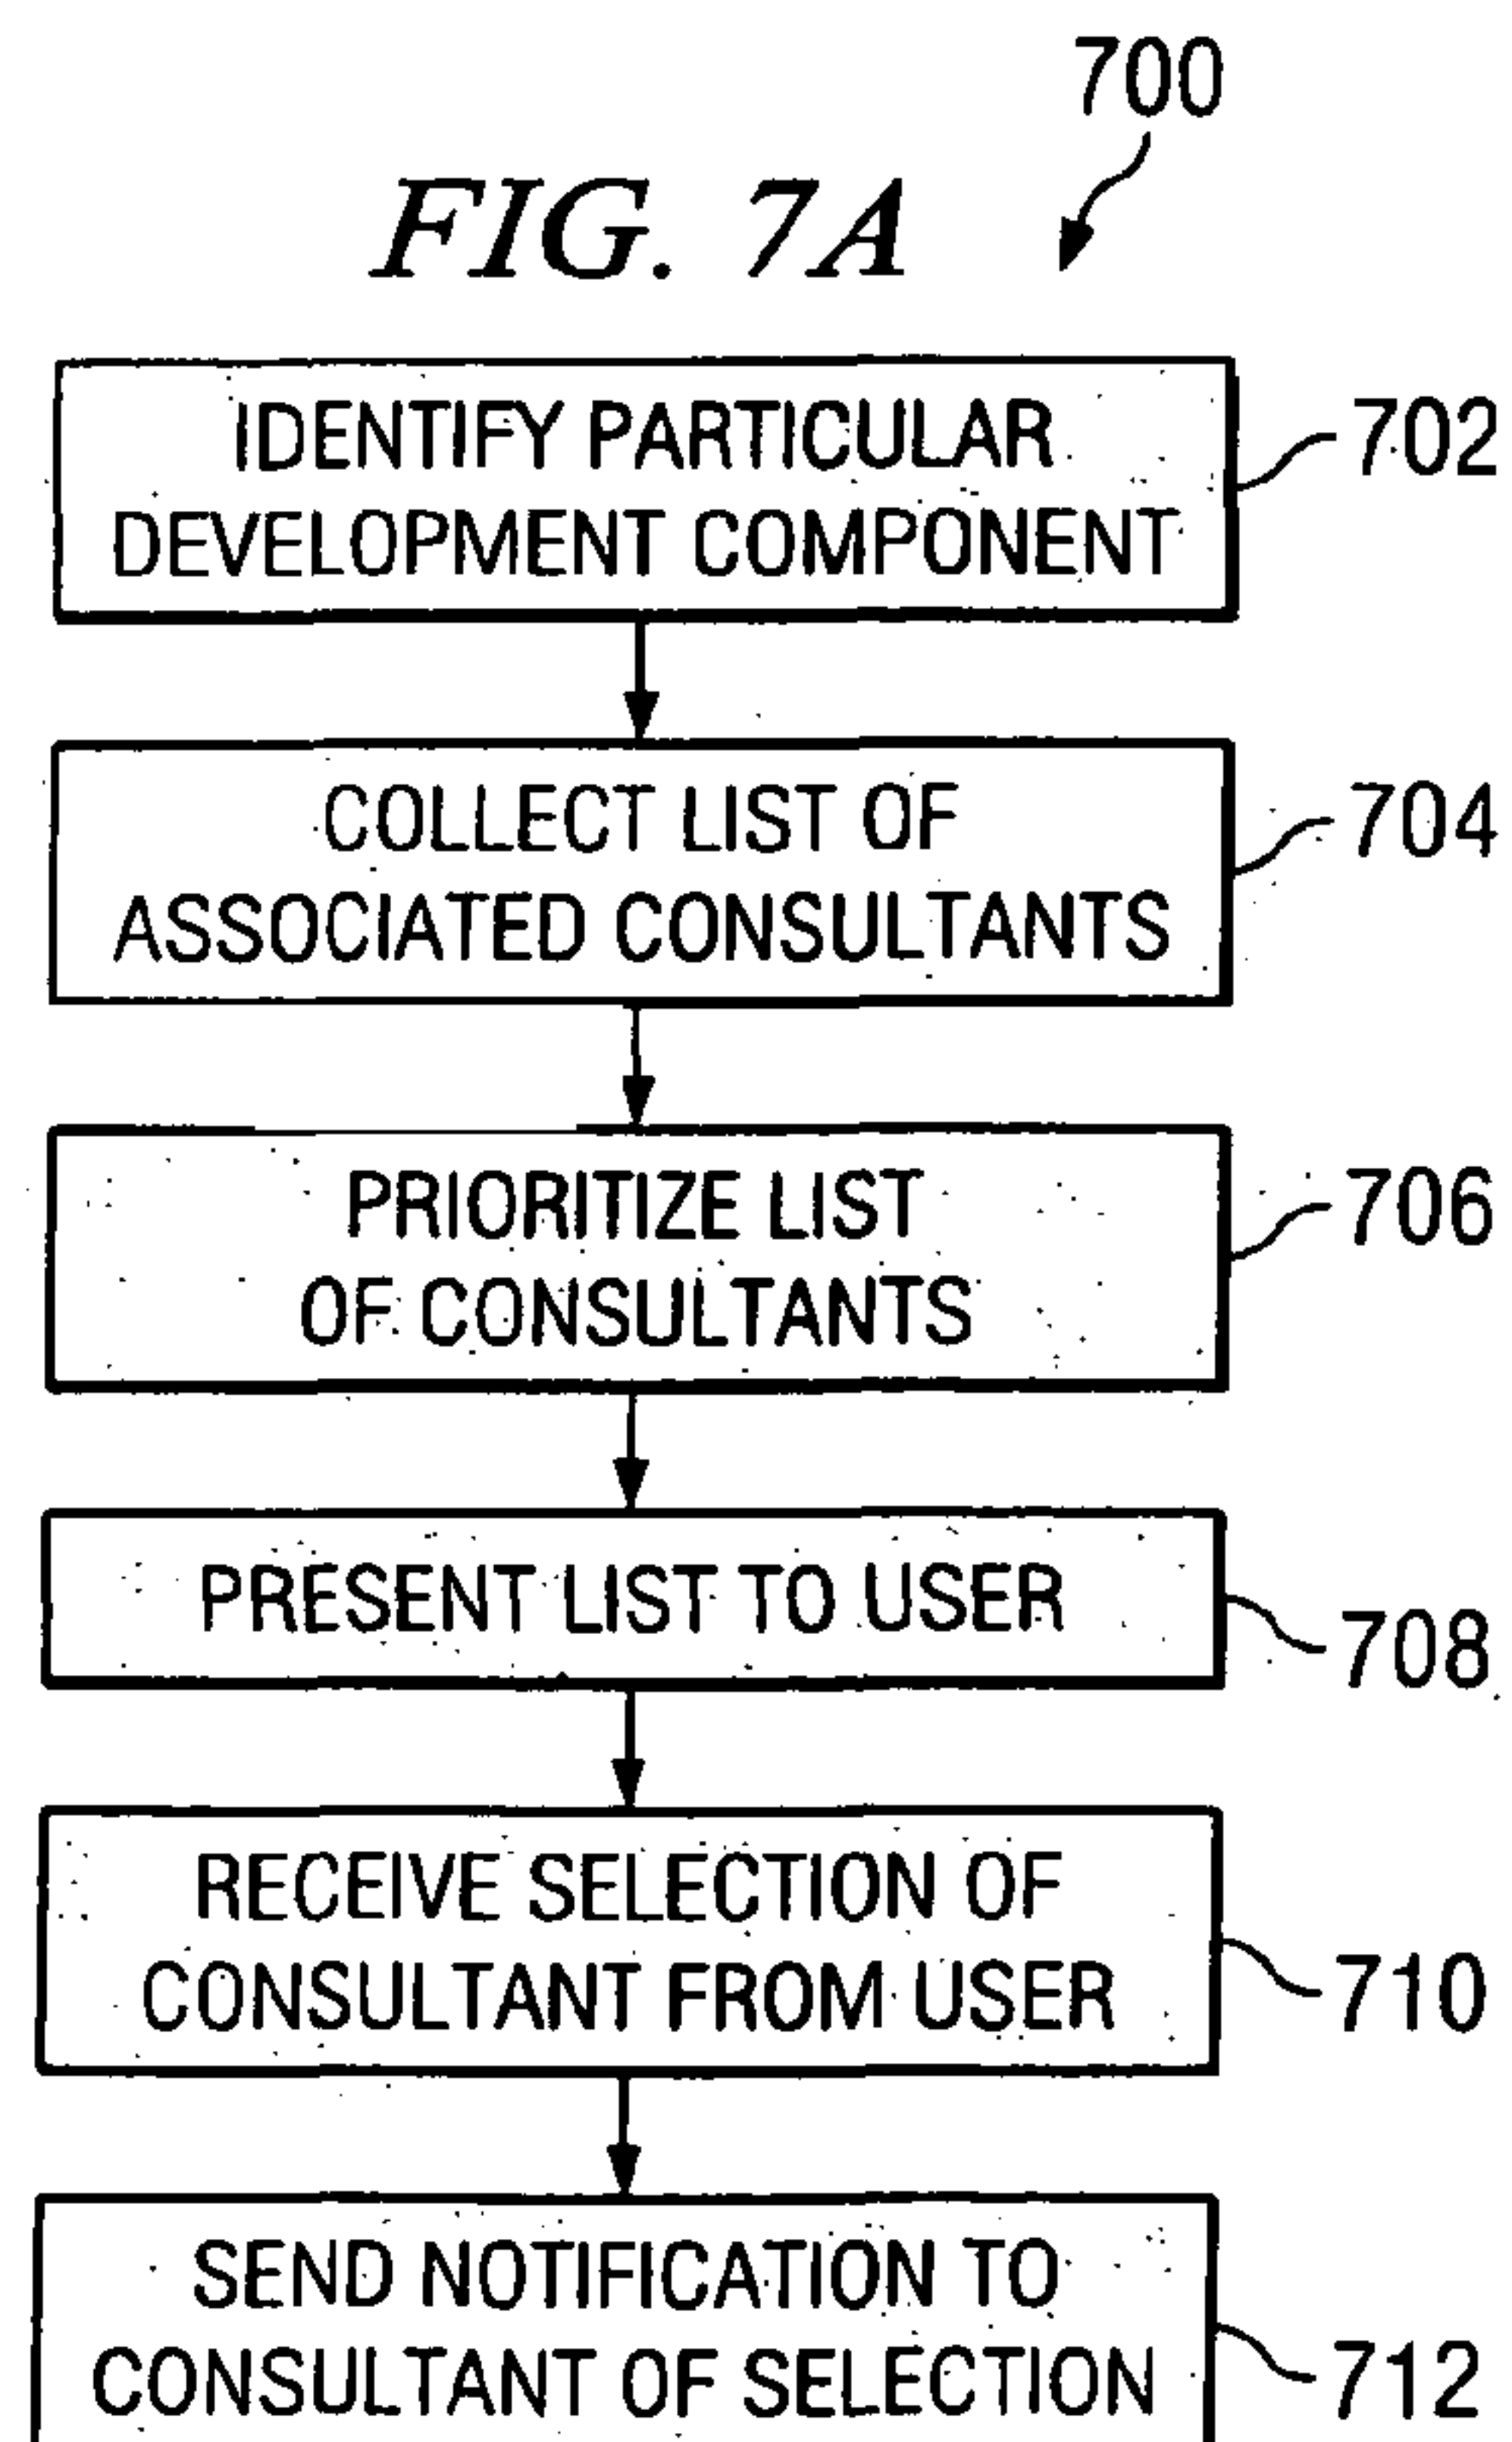 700
FIG. 7A
IDENTIFY PARTICULAR
DEVELOPMENT COMPONENT
702
COLLECT LIST OF
ASSOCIATED CONSULTANTS
704
PRIORITIZE LIST
OF CONSULTANTS
706
PRESENT LIST TO USER
708
RECEIVE SELECTION OF
CONSULTANT FROM USER
710
SEND NOTIFICATION TO
CONSULTANT OF SELECTION
712